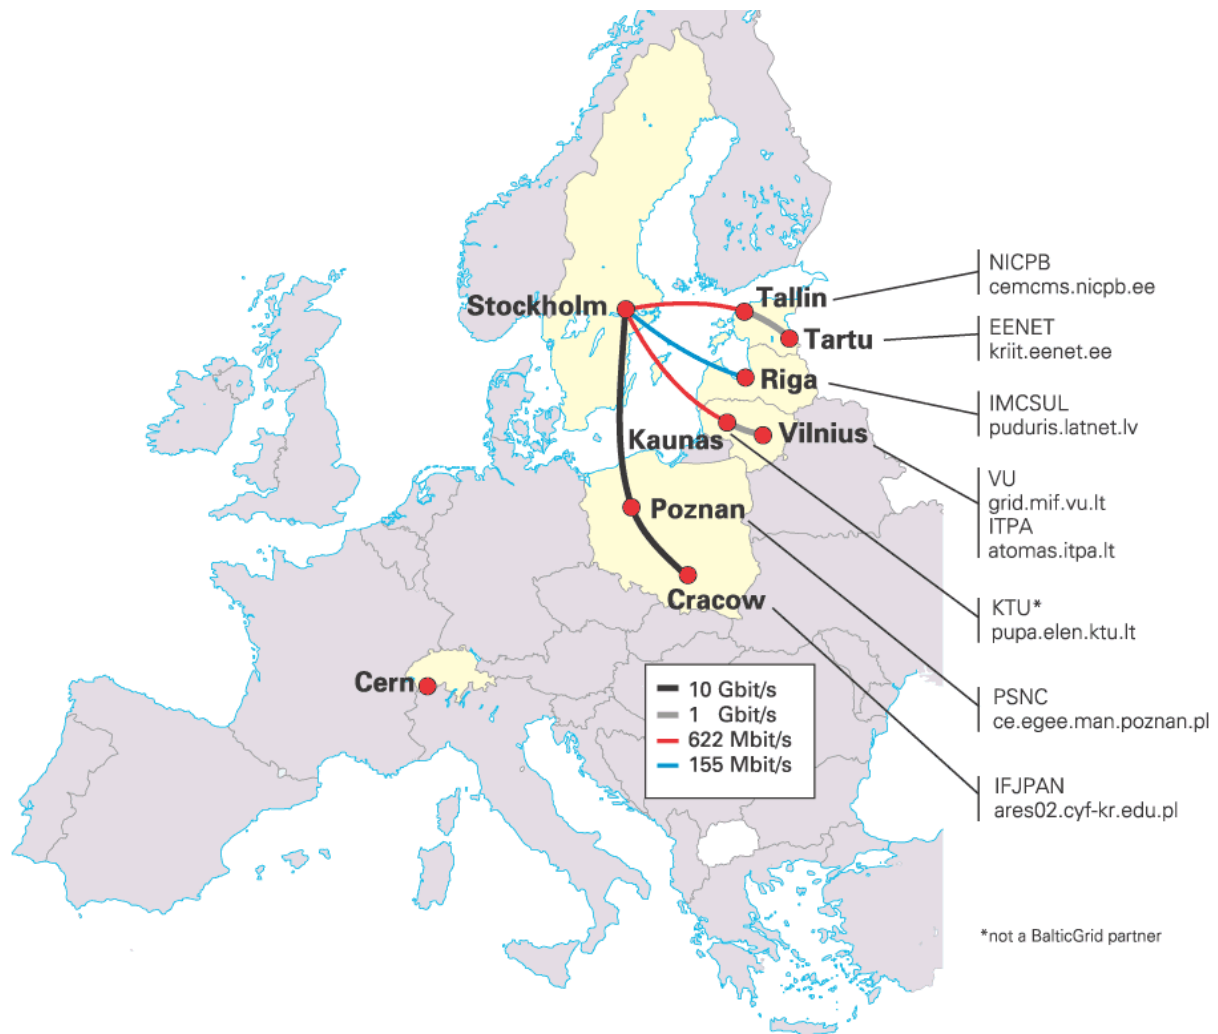 NICPB
cemcms.nicpb.ee
Tallin
Stockholm
EENET
kriit.eenet.ee
Tartu
Riga
IMCSUL
puduris.latnet.lv
Kaunas
Vilnius
VU
grid.mif.vu.lt
ITPA
atomas.itpa.lt
Poznan
Cracow
KTU*
pupa.elen.ktu.lt
Cern
10 Gbit/s
1 Gbit/s
622 Mbit/s
155 Mbit/s
PSNC
ce.egee.man.poznan.pl
IFJPAN
ares02.cyf-kr.edu.pl
*not a BalticGrid partner